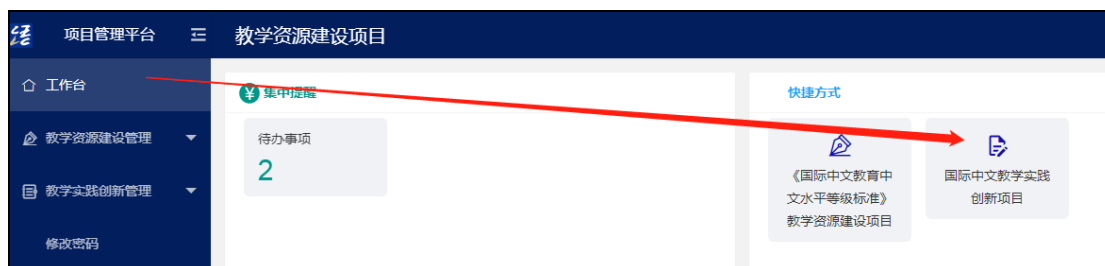 项目管理平台
教学资源建设项目
工作台
教学资源建设管理
教学实践创新管理
修改密码
集中提醒
待办事项
2
快捷方式
《国际中文教育中
文水平等级标准》
教学资源建设项目
国际中文教学实践
创新项目